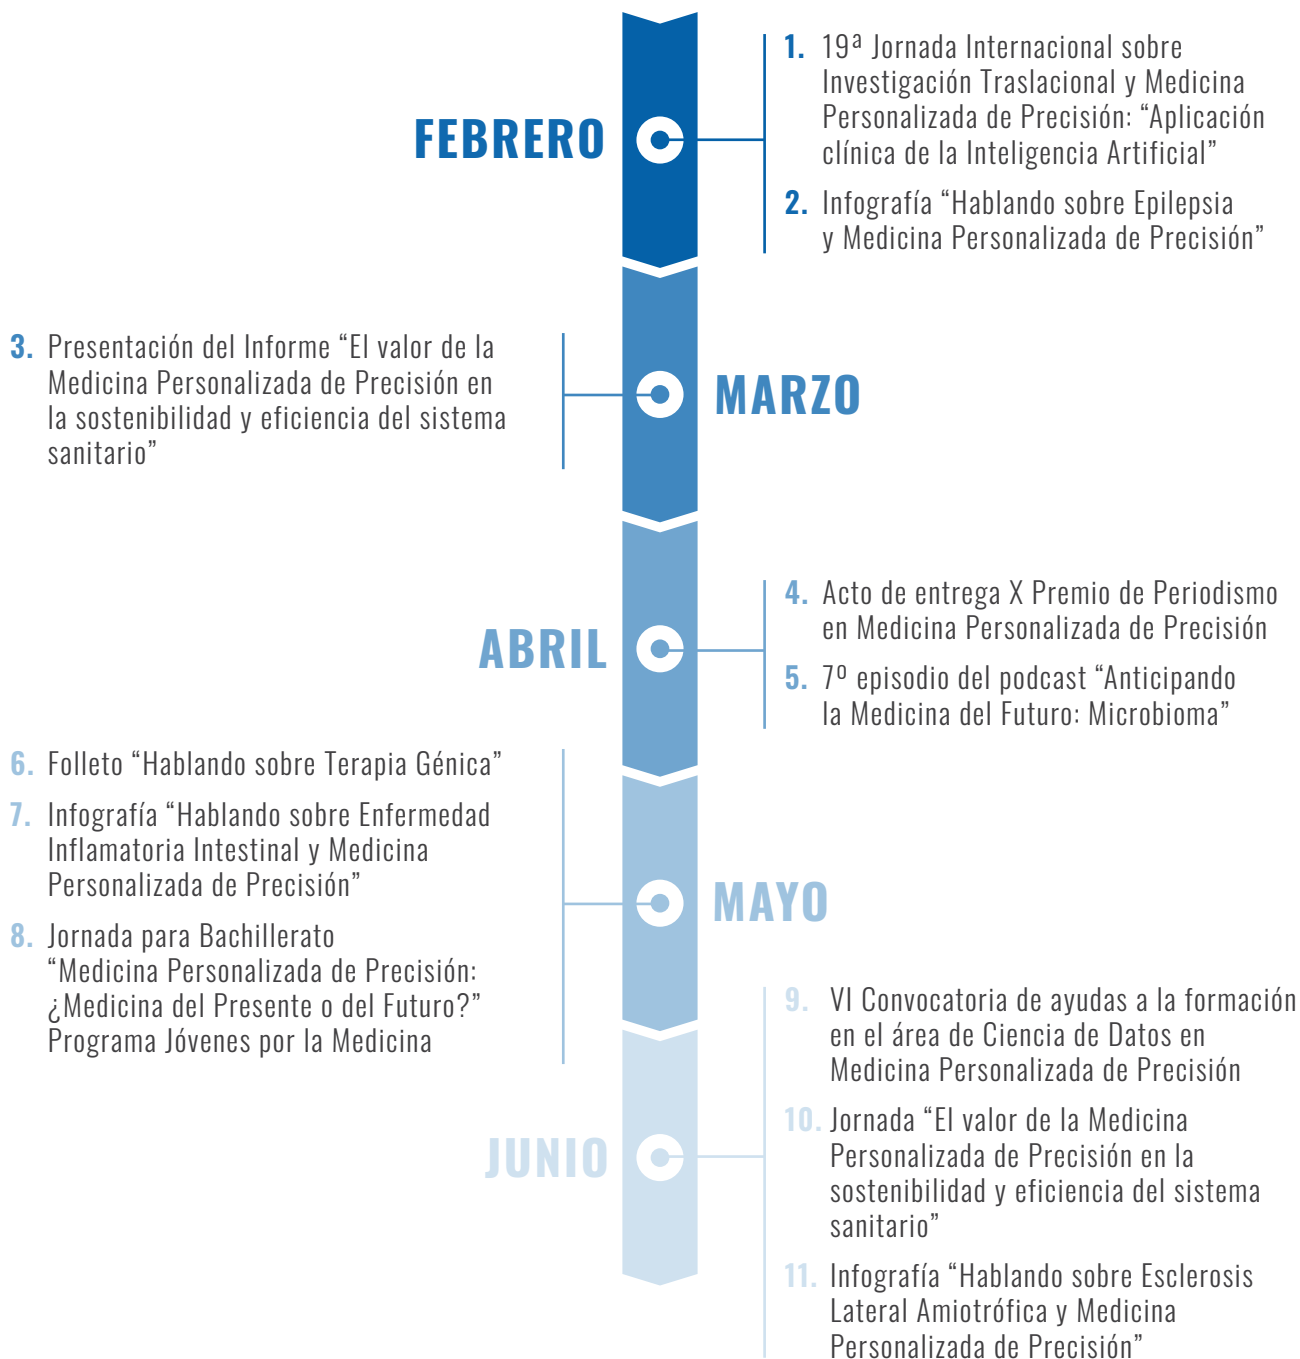 FEBRERO
1. 19ª Jornada Internacional sobre
Investigación Traslacional y Medicina
Personalizada de Precisión: “Aplicación
clínica de la Inteligencia Artificial”
2. Infografía “Hablando sobre Epilepsia
y Medicina Personalizada de Precisión”
MARZO
3. Presentación del Informe “El valor de la
Medicina Personalizada de Precisión en
la sostenibilidad y eficiencia del sistema
sanitario”
ABRIL
4. Acto de entrega X Premio de Periodismo
en Medicina Personalizada de Precisión
5. 7º episodio del podcast “Anticipando
la Medicina del Futuro: Microbioma”
MAYO
6. Folleto “Hablando sobre Terapia Génica”
7. Infografía “Hablando sobre Enfermedad
Inflamatoria Intestinal y Medicina
Personalizada de Precisión”
8. Jornada para Bachillerato
“Medicina Personalizada de Precisión:
¿Medicina del Presente o del Futuro?”
Programa Jóvenes por la Medicina
JUNIO
9. VI Convocatoria de ayudas a la formación
en el área de Ciencia de Datos en
Medicina Personalizada de Precisión
10. Jornada “El valor de la Medicina
Personalizada de Precisión en la
sostenibilidad y eficiencia del sistema
sanitario”
11. Infografía “Hablando sobre Esclerosis
Lateral Amiotrófica y Medicina
Personalizada de Precisión”